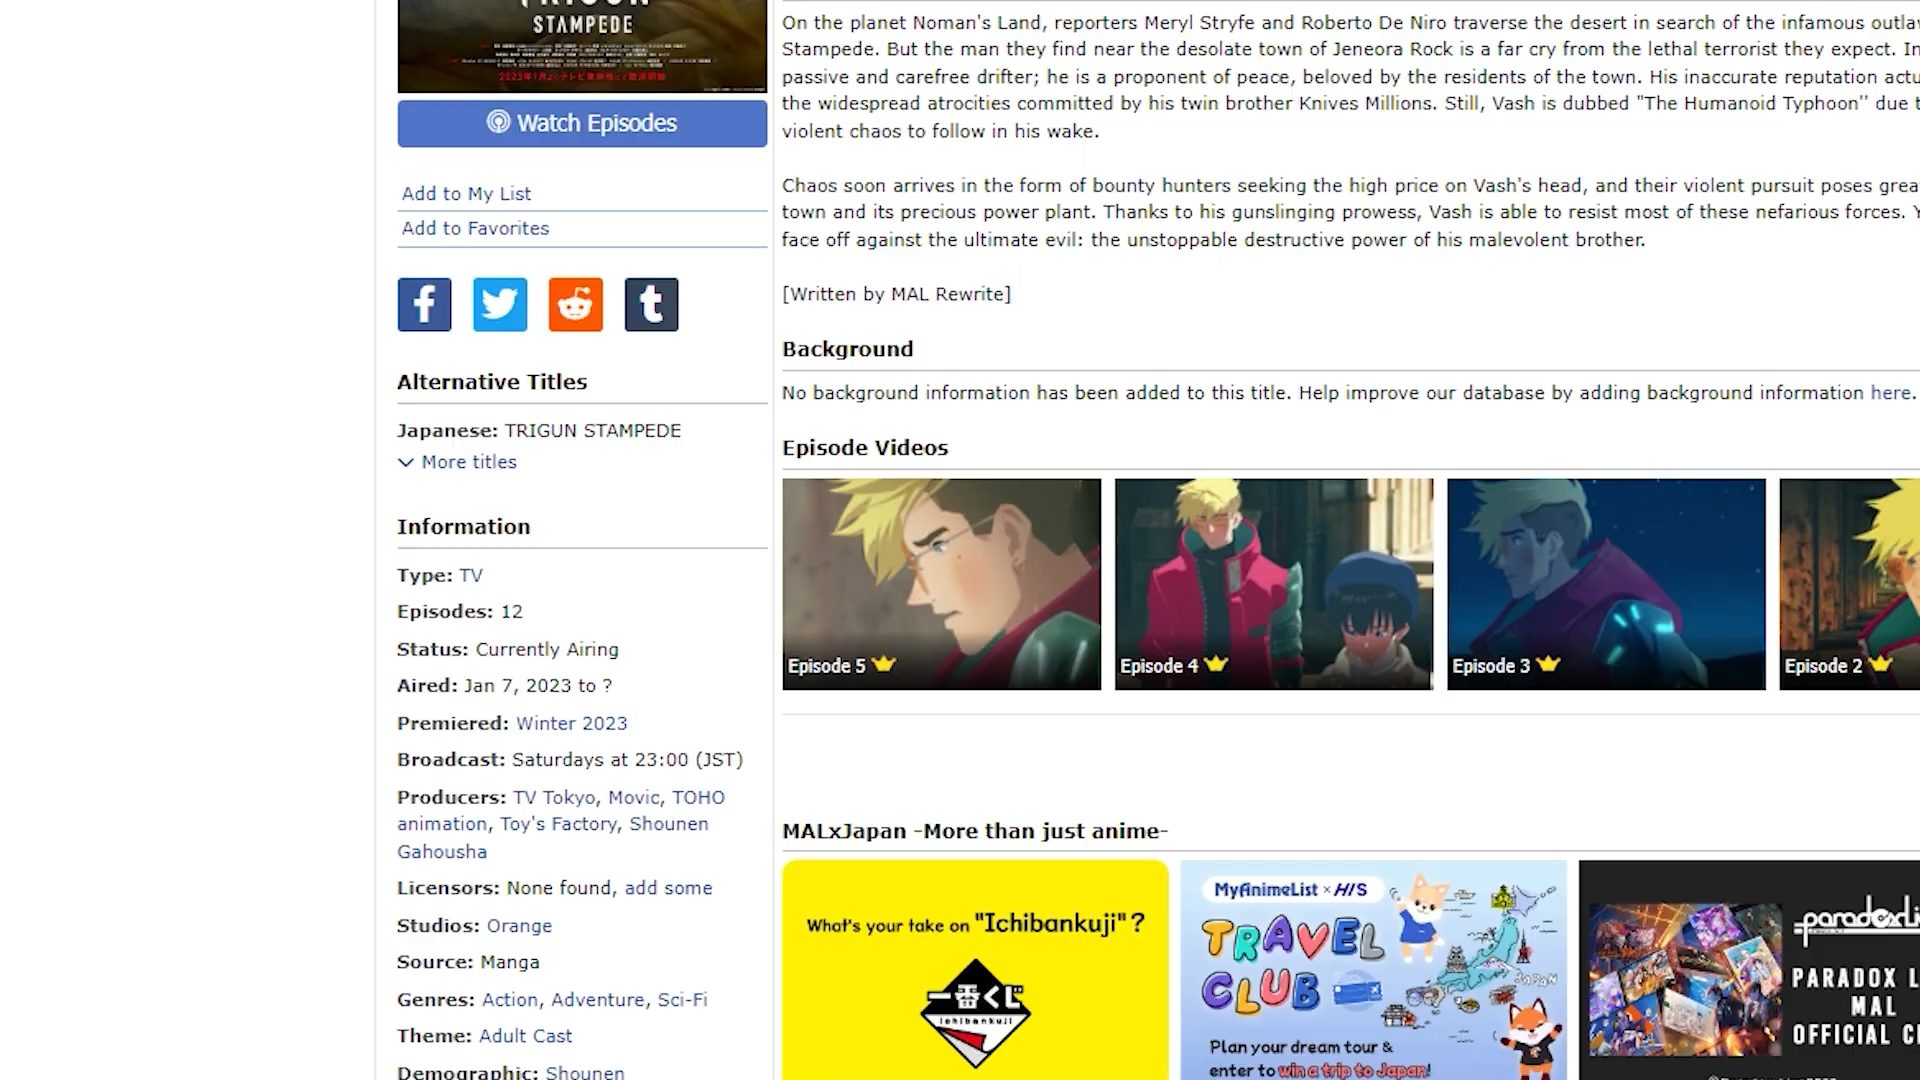 STAMPEDE
Watch Episodes
Add to My List
Add to Favorites
Alternative Titles
Japanese: TRIGUN STAMPEDE
More titles
Information
Type: TV
Episodes: 12
Status: Currently Airing
Aired: Jan 7, 2023 to ?
Premiered: Winter 2023
Broadcast: Saturdays at 23:00 (JST)
Producers: TV Tokyo, Movic, TOHO
animation, Toy's Factory, Shounen
Gahousha
Licensors: None found, add some
Studios: Orange
Source: Manga
Genres: Action, Adventure, Sci-Fi
Theme: Adult Cast
Demographic: Shounen
On the planet Noman's Land, reporters Meryl Stryfe and Roberto De Niro traverse the desert in search of the infamous outla
Stampede. But the man they find near the desolate town of Jeneora Rock is a far cry from the lethal terrorist they expect. In
passive and carefree drifter; he is a proponent of peace, beloved by the residents of the town. His inaccurate reputation actu
the widespread atrocities committed by his twin brother Knives Millions. Still, Vash is dubbed "The Humanoid Typhoon" due t
violent chaos to follow in his wake.
Chaos soon arrives in the form of bounty hunters seeking the high price on Vash's head, and their violent pursuit poses grea
town and its precious power plant. Thanks to his gunslinging prowess, Vash is able to resist most of these nefarious forces. Y
face off against the ultimate evil: the unstoppable destructive power of his malevolent brother.
[Written by MAL Rewrite]
Background
No background information has been added to this title. Help improve our database by adding background information here.
Episode Videos
Episode 5
Episode 4
Episode 3
Episode 2
MALxJapan -More than just anime-
What's your take on "Ichibankuji"?
一番くじ
Ichibankuji
MyAnimeList × HIS
TRAVEL
CLUB
JAPAN
Plan your dream tour &
enter to win a trip to Japan!
paradoxLi
PARADOX L
MAL
OFFICIAL C